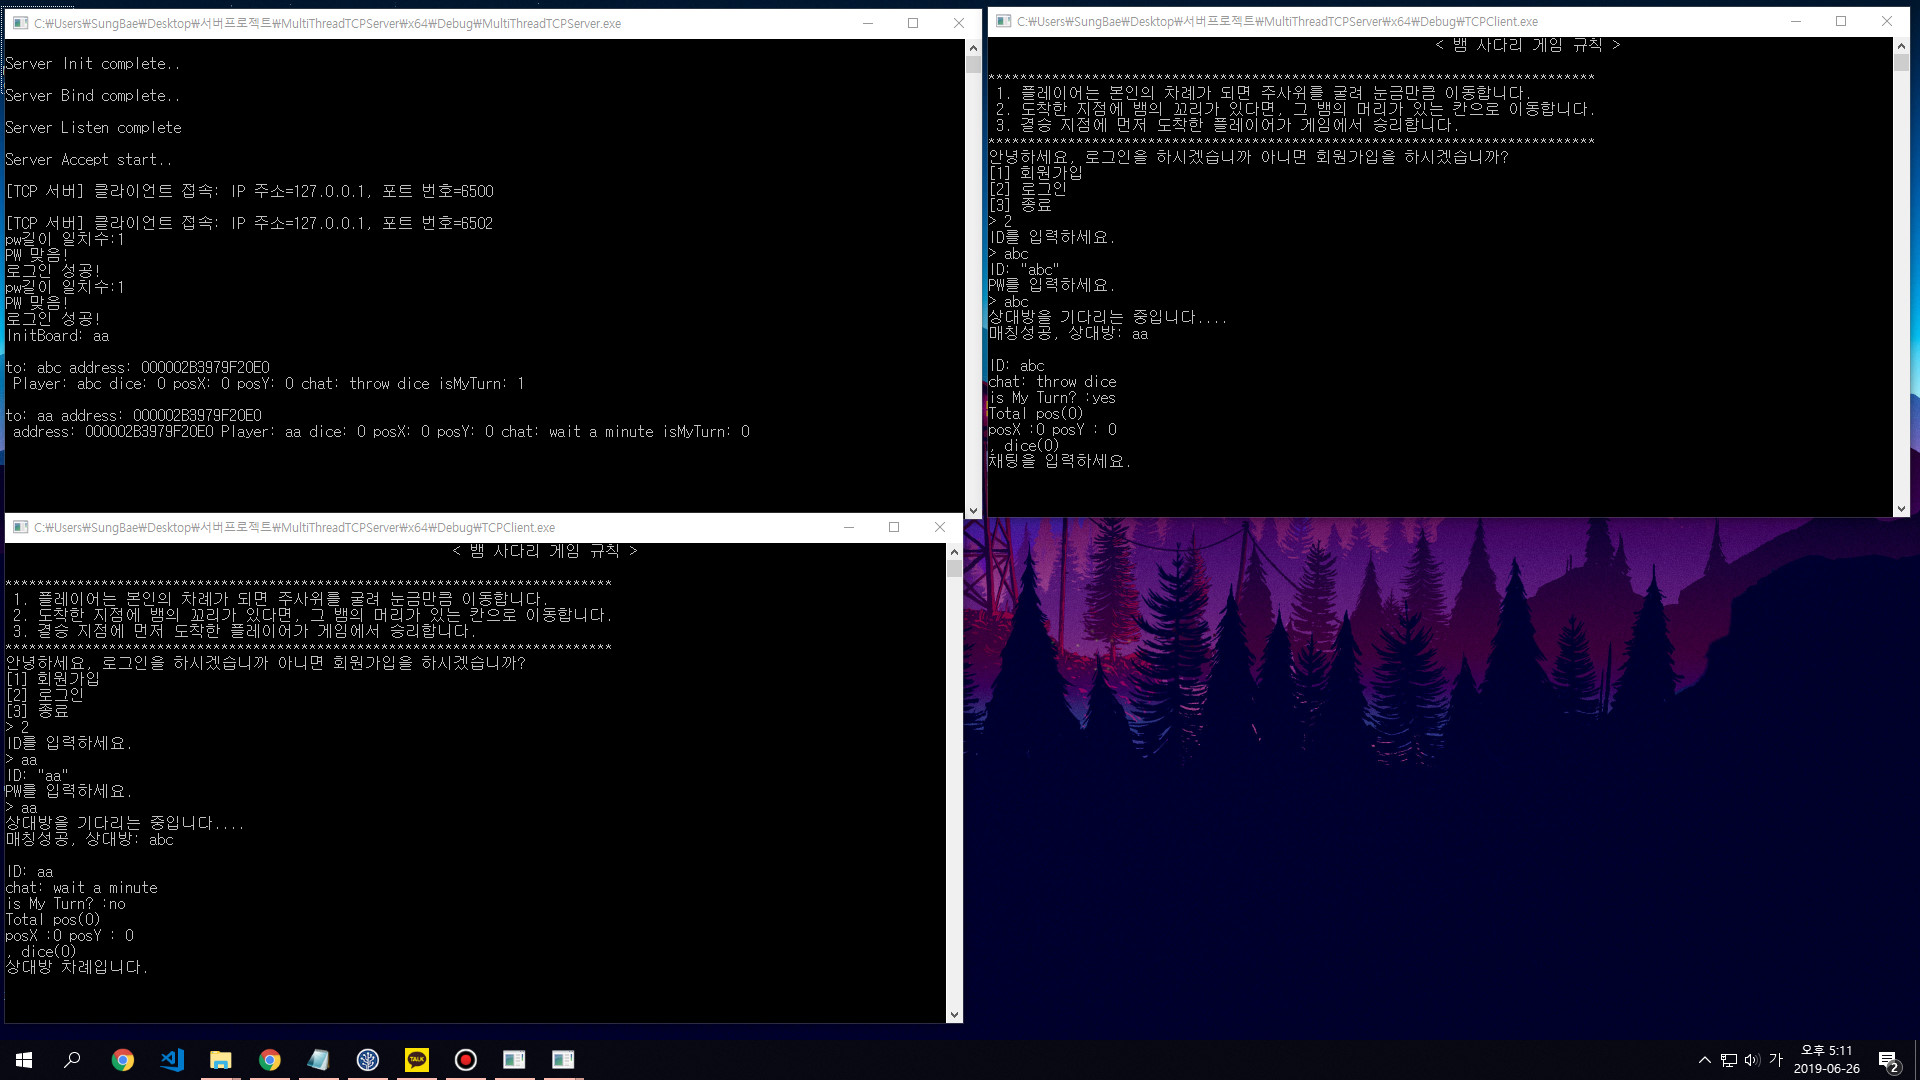 C:₩Users₩SungBae₩Desktop₩서버프로젝트₩MultiThreadTCPServer₩x64₩Debug₩MultiThreadTCPServer.exe
Server Init complete..
Server Bind complete..
Server Listen complete
Server Accept start..
[TCP 서버] 클라이언트 접속: IP 주소=127.0.0.1, 포트 번호=6500
[TCP 서버] 클라이언트 접속: IP 주소=127.0.0.1, 포트 번호=6502
pw길이 일치수:1
PW 맞음!
로그인 성공!
pw길이 일치수:1
PW 맞음!
로그인 성공!
InitBoard: aa
to: abc address: 000002B3979F20E0
Player: abc dice: 0 posX: 0 posY: 0 chat: throw dice isMyTurn: 1
to: aa address: 000002B3979F20E0
address: 000002B3979F20E0 Player: aa dice: 0 posX: 0 posY: 0 chat: wait a minute isMyTurn: 0
C:₩Users₩SungBae₩Desktop₩서버프로젝트₩MultiThreadTCPServer₩x64₩Debug₩TCPClient.exe
< 뱀 사다리 게임 규칙 >
****************************************************************************
1. 플레이어는 본인의 차례가 되면 주사위를 굴려 눈금만큼 이동합니다.
2. 도착한 지점에 뱀의 꼬리가 있다면, 그 뱀의 머리가 있는 칸으로 이동합니다.
3. 결승 지점에 먼저 도착한 플레이어가 게임에서 승리합니다.
****************************************************************************
안녕하세요, 로그인을 하시겠습니까 아니면 회원가입을 하시겠습니까?
[1] 회원가입
[2] 로그인
[3] 종료
> 2
ID를 입력하세요.
> abc
ID: "abc"
PW를 입력하세요.
> abc
상대방을 기다리는 중입니다....
매칭성공, 상대방: aa
ID: abc
chat: throw dice
is My Turn? :yes
Total pos(0)
posX :0 posY : 0
, dice(0)
채팅을 입력하세요.
C:₩Users₩SungBae₩Desktop₩서버프로젝트₩MultiThreadTCPServer₩x64₩Debug₩TCPClient.exe
< 뱀 사다리 게임 규칙 >
****************************************************************************
1. 플레이어는 본인의 차례가 되면 주사위를 굴려 눈금만큼 이동합니다.
2. 도착한 지점에 뱀의 꼬리가 있다면, 그 뱀의 머리가 있는 칸으로 이동합니다.
3. 결승 지점에 먼저 도착한 플레이어가 게임에서 승리합니다.
****************************************************************************
안녕하세요, 로그인을 하시겠습니까 아니면 회원가입을 하시겠습니까?
[1] 회원가입
[2] 로그인
[3] 종료
> 2
ID를 입력하세요.
> aa
ID: "aa"
PW를 입력하세요.
> aa
상대방을 기다리는 중입니다....
매칭성공, 상대방: abc
ID: aa
chat: wait a minute
is My Turn? :no
Total pos(0)
posX :0 posY : 0
, dice(0)
상대방 차례입니다.
TALK
가
오후 5:11
2019-06-26
2